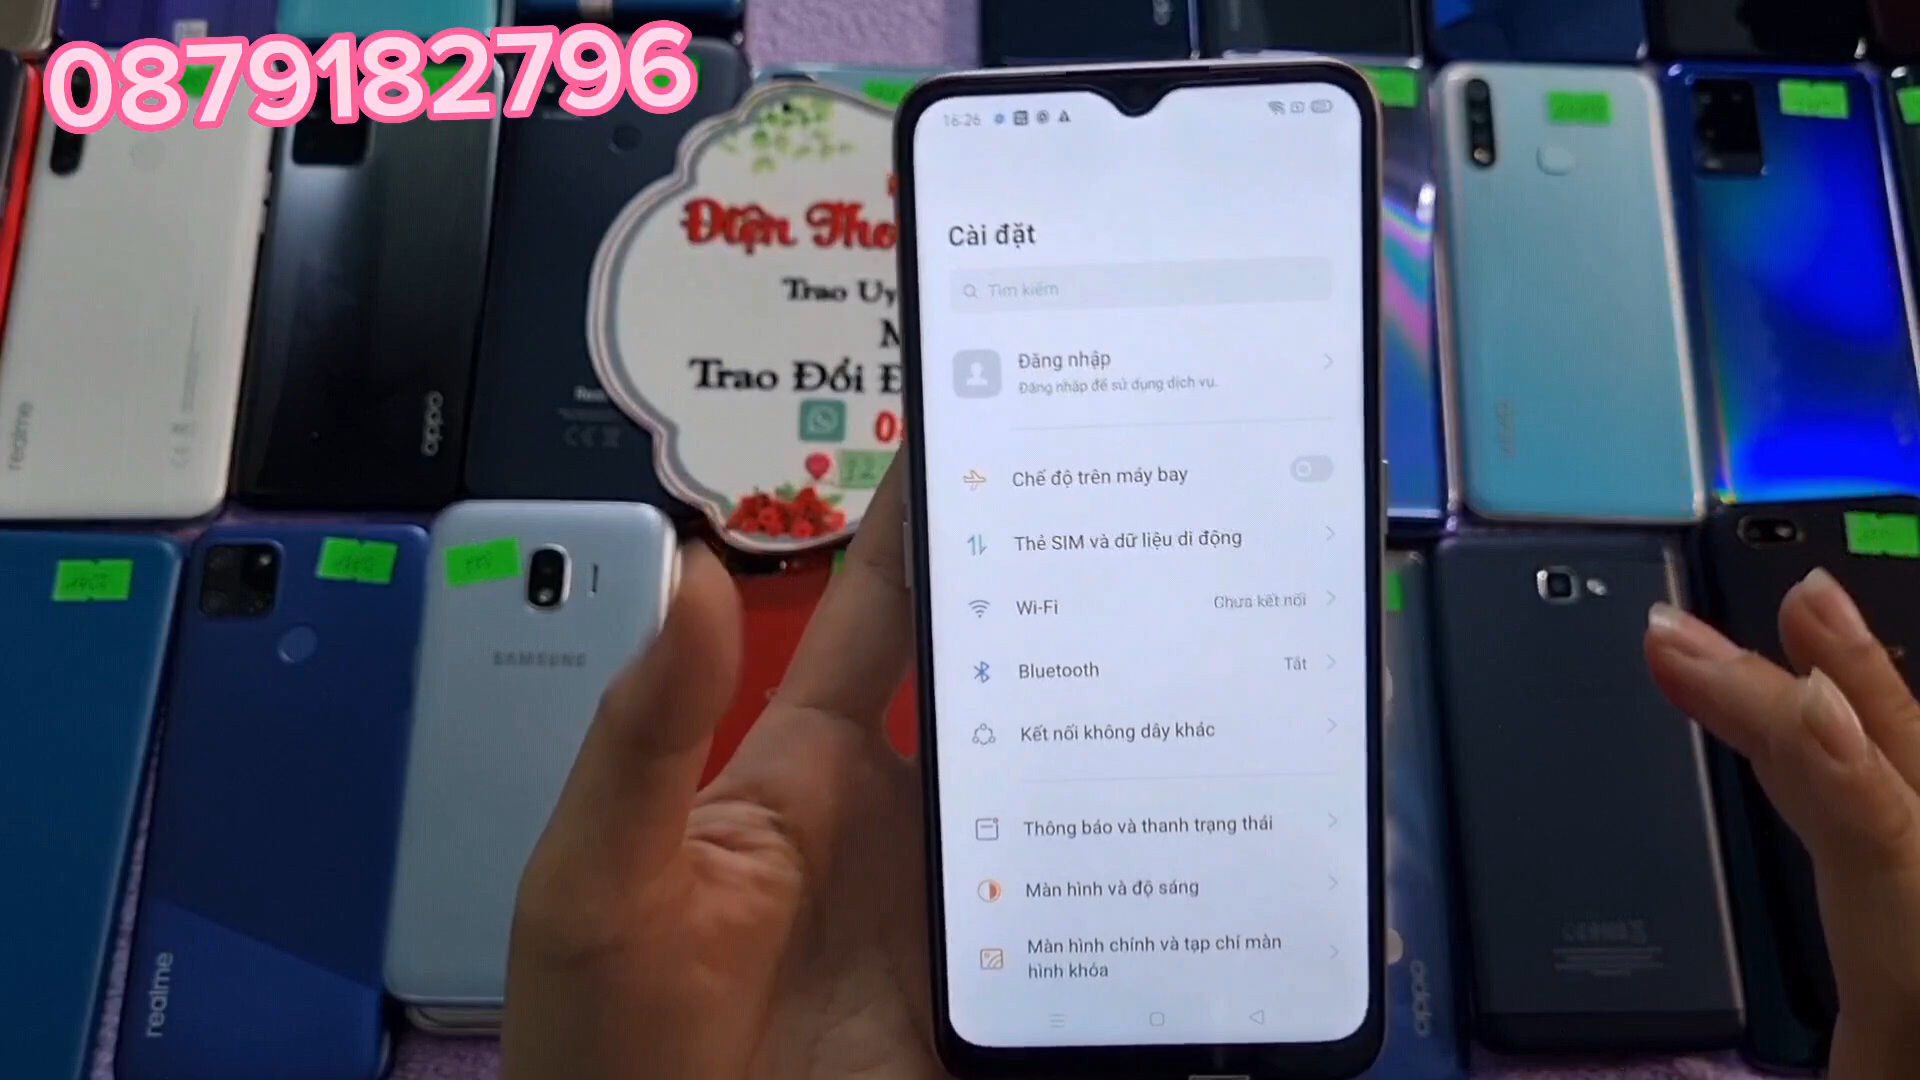 0879182796
16:26
Cài đặt
Tìm kiếm
Đăng nhập
Đăng nhập để sử dụng dịch vụ.
Chế độ trên máy bay
Thẻ SIM và dữ liệu di động
Wi-Fi
Chưa kết nối
Bluetooth
Tắt
Kết nối không dây khác
Thông báo và thanh trạng thái
Màn hình và độ sáng
Màn hình chính và tạp chí màn
hình khóa
Điện Tho
Trao Uy
M
Trao Đổi Đ
realme
oppo
realme
SAMSUNG
oppo